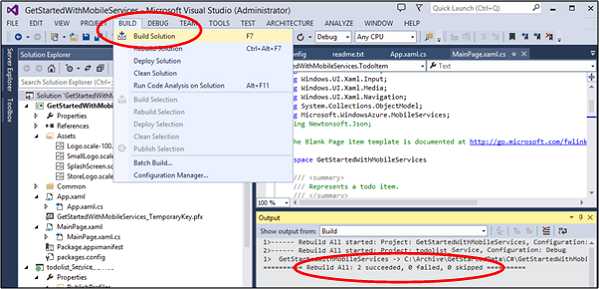 GetStartedWithMobileServices - Microsoft Visual Studio (Administrator)
Quick Launch (Ctrl+Q)
FILE EDIT VIEW PROJECT BUILD DEBUG TEAM TOOLS TEST ARCHITECTURE ANALYZE WINDOW HELP
Debug Any CPU
Server Explorer
Toolbox
Solution Explorer
Search Solution Explorer
Solution 'GetStartedWithMobileServices'
GetStartedWithMobileServices
Properties
References
Assets
Logo.scale-100.
SmallLogo.scale
SplashScreen.sc
StoreLogo.scale
Common
App.xaml
App.xaml.cs
GetStartedWithMobileServices_TemporaryKey.pfx
MainPage.xaml
MainPage.xaml.cs
Package.appxmanifest
packages.config
todolist_Service
Properties
Build Solution F7
Rebuild Solution Ctrl+Alt+F7
Deploy Solution
Clean Solution
Run Code Analysis on Solution Alt+F11
Build Selection
Rebuild Selection
Deploy Selection
Clean Selection
Publish Selection
Batch Build...
Configuration Manager...
config readme.txt App.xaml.cs MainPage.xaml.cs
Services.TodoItem Text
Windows.UI.Xaml.Input;
Windows.UI.Xaml.Media;
Windows.UI.Xaml.Navigation;
System.Collections.ObjectModel;
Microsoft.WindowsAzure.MobileServices;
Newtonsoft.Json;
he Blank Page item template is documented at http://go.microsoft.com/fwlink
space GetStartedWithMobileServices
/// <summary>
/// Represents a todo item.
/// </summary>
100 %
Output
Show output from: Build
1>------ Rebuild All started: Project: GetStartedWithMobileServices, Configuration:
2>------ Rebuild All started: Project: todolist_Service, Configuration: Debug
1> GetStartedWithMobileServices -> C:\Archive\GetStartedData\C#\GetStartedWithMobi
========== Rebuild All: 2 succeeded, 0 failed, 0 skipped ==========